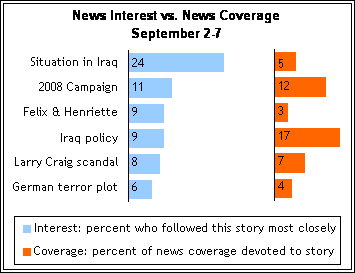 News Interest vs. News Coverage
September 2-7
Situation in Iraq 24 5
2008 Campaign 11 12
Felix & Henriette 9 3
Iraq policy 9 17
Larry Craig scandal 8 7
German terror plot 6 4
Interest: percent who followed this story most closely
Coverage: percent of news coverage devoted to story